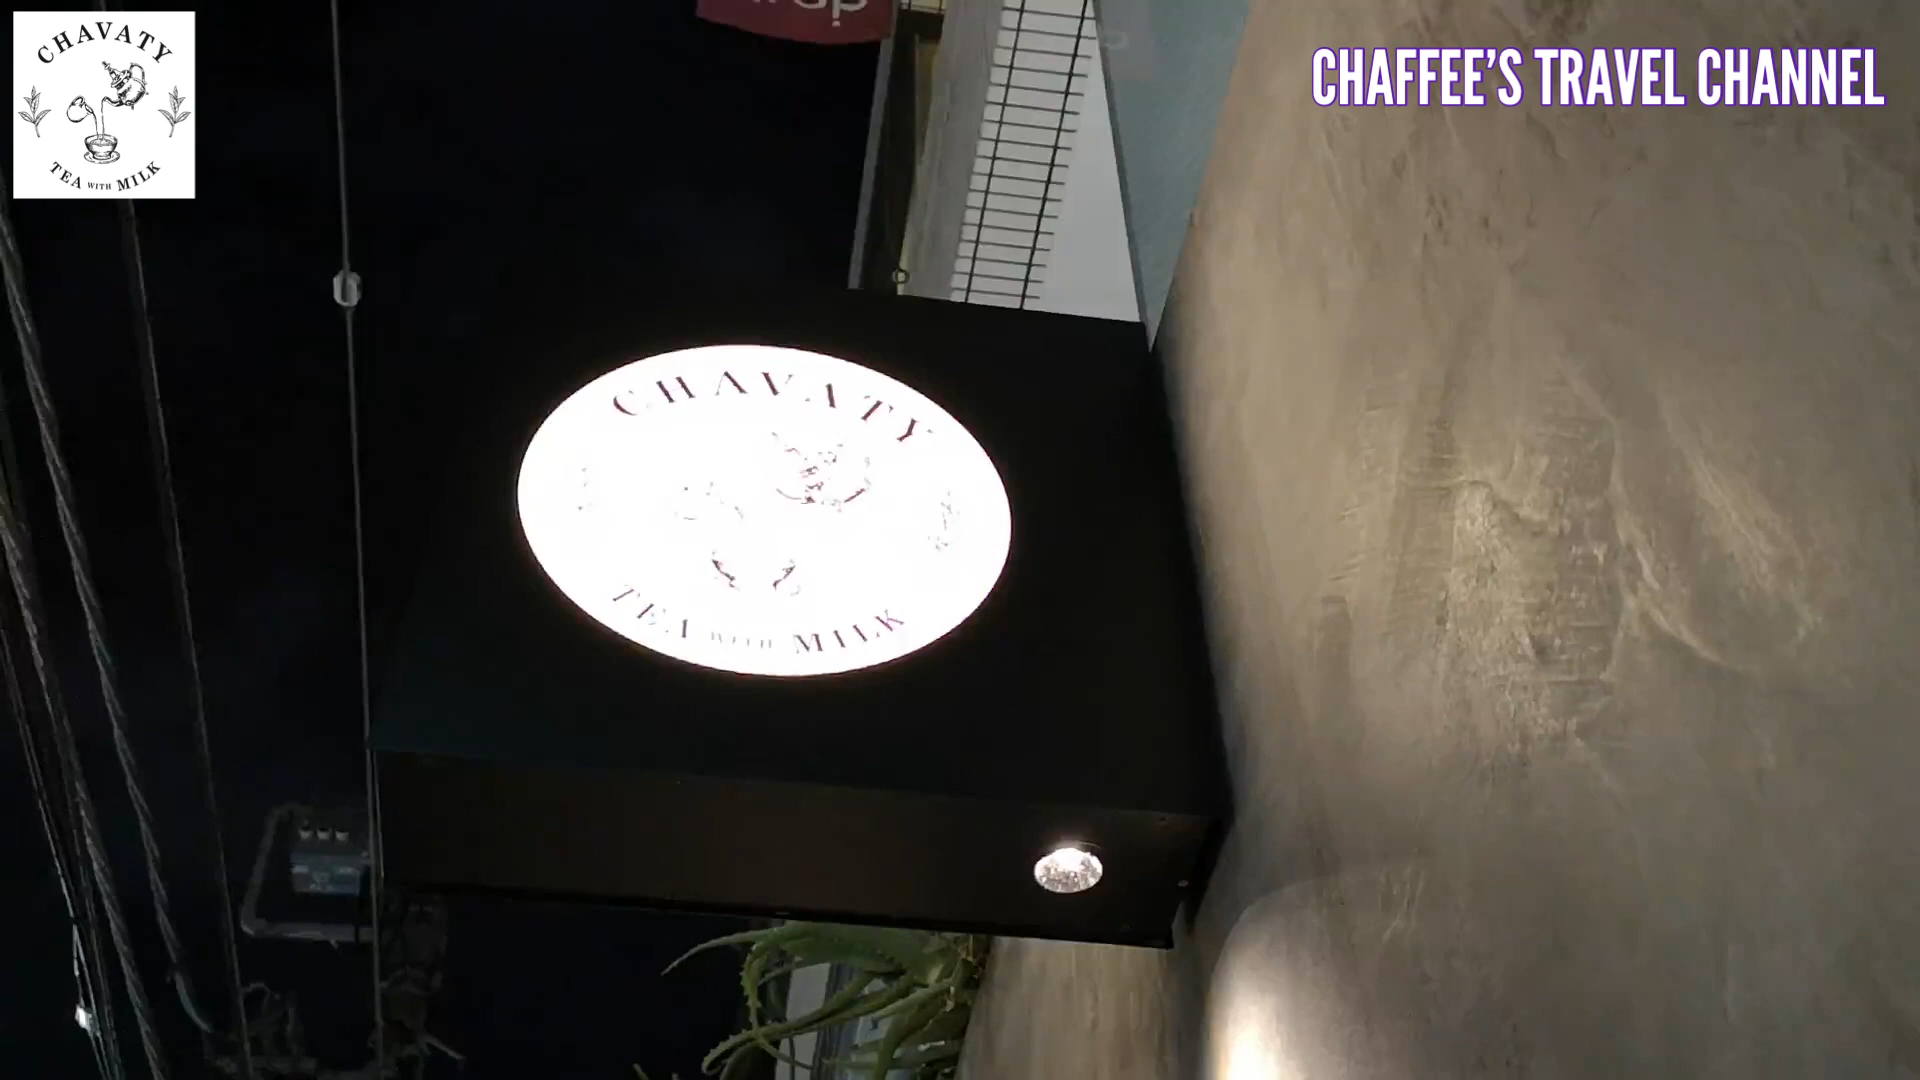 CHAVATY
TEA WITH MILK
CHAFFEE'S TRAVEL CHANNEL
CHAVATY
TEA WITH MILK